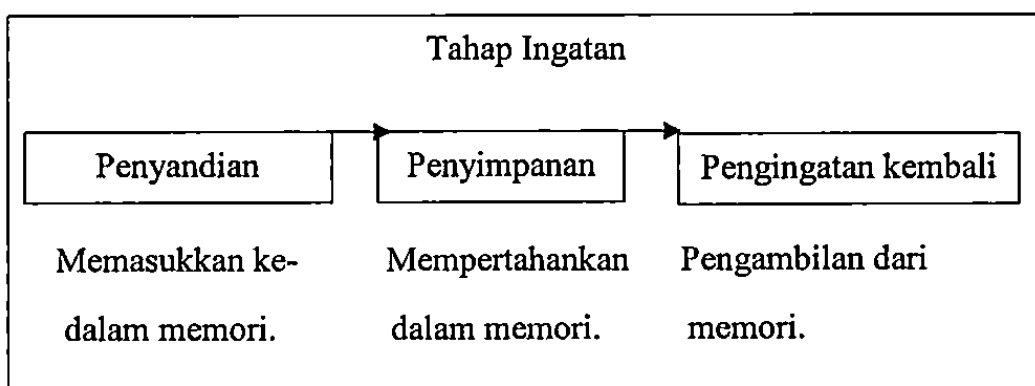 Tahap Ingatan
Penyandian
Penyimpanan
Pengingatan kembali
Memasukkan ke-
dalam memori.
Mempertahankan
dalam memori.
Pengambilan dari
memori.